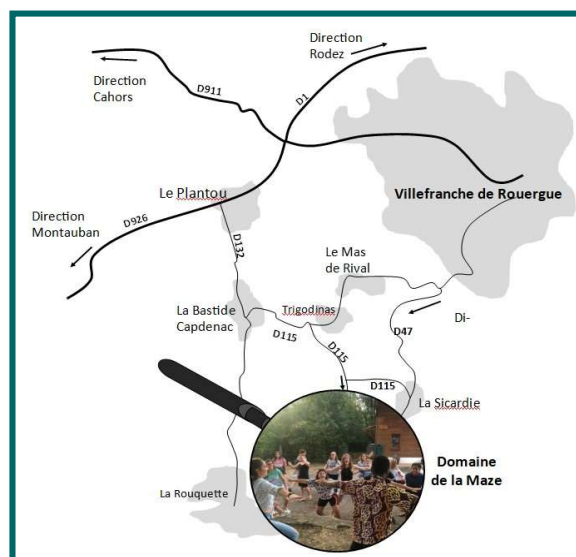 Direction
Rodez
Direction
Cahors
D911
D1
Le Plantou
Villefranche de Rouergue
Direction
Montauban
D926
D132
Le Mas
de Rival
La Bastide
Capdenac
Trigodinas
Di-
D115
D115
D47
D115
La Sicardie
Domaine
de la Maze
La Rouquette